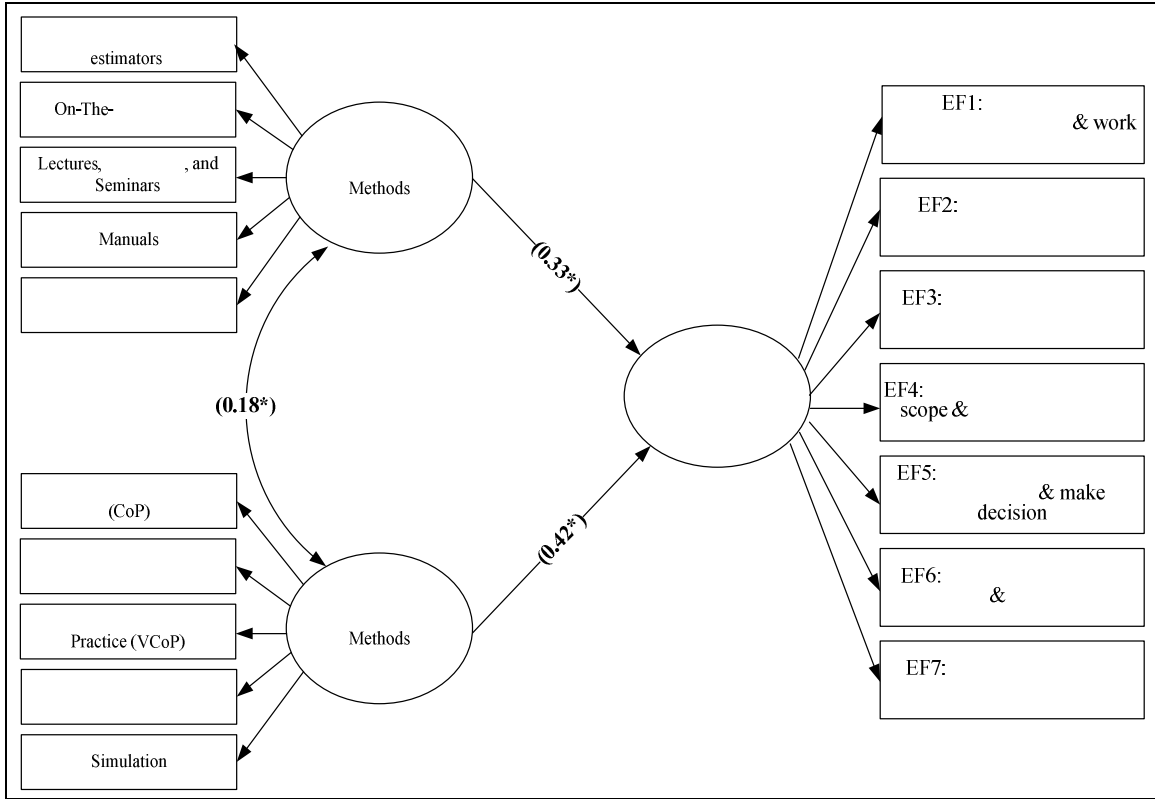 estimators
On-The-
Lectures, , and
Seminars
Manuals
Methods
(0.33*)
(0.18*)
(CoP)
Practice (VCoP)
Simulation
Methods
(0.42*)
EF1:
& work
EF2:
EF3:
EF4:
scope &
EF5:
& make
decision
EF6:
&
EF7: